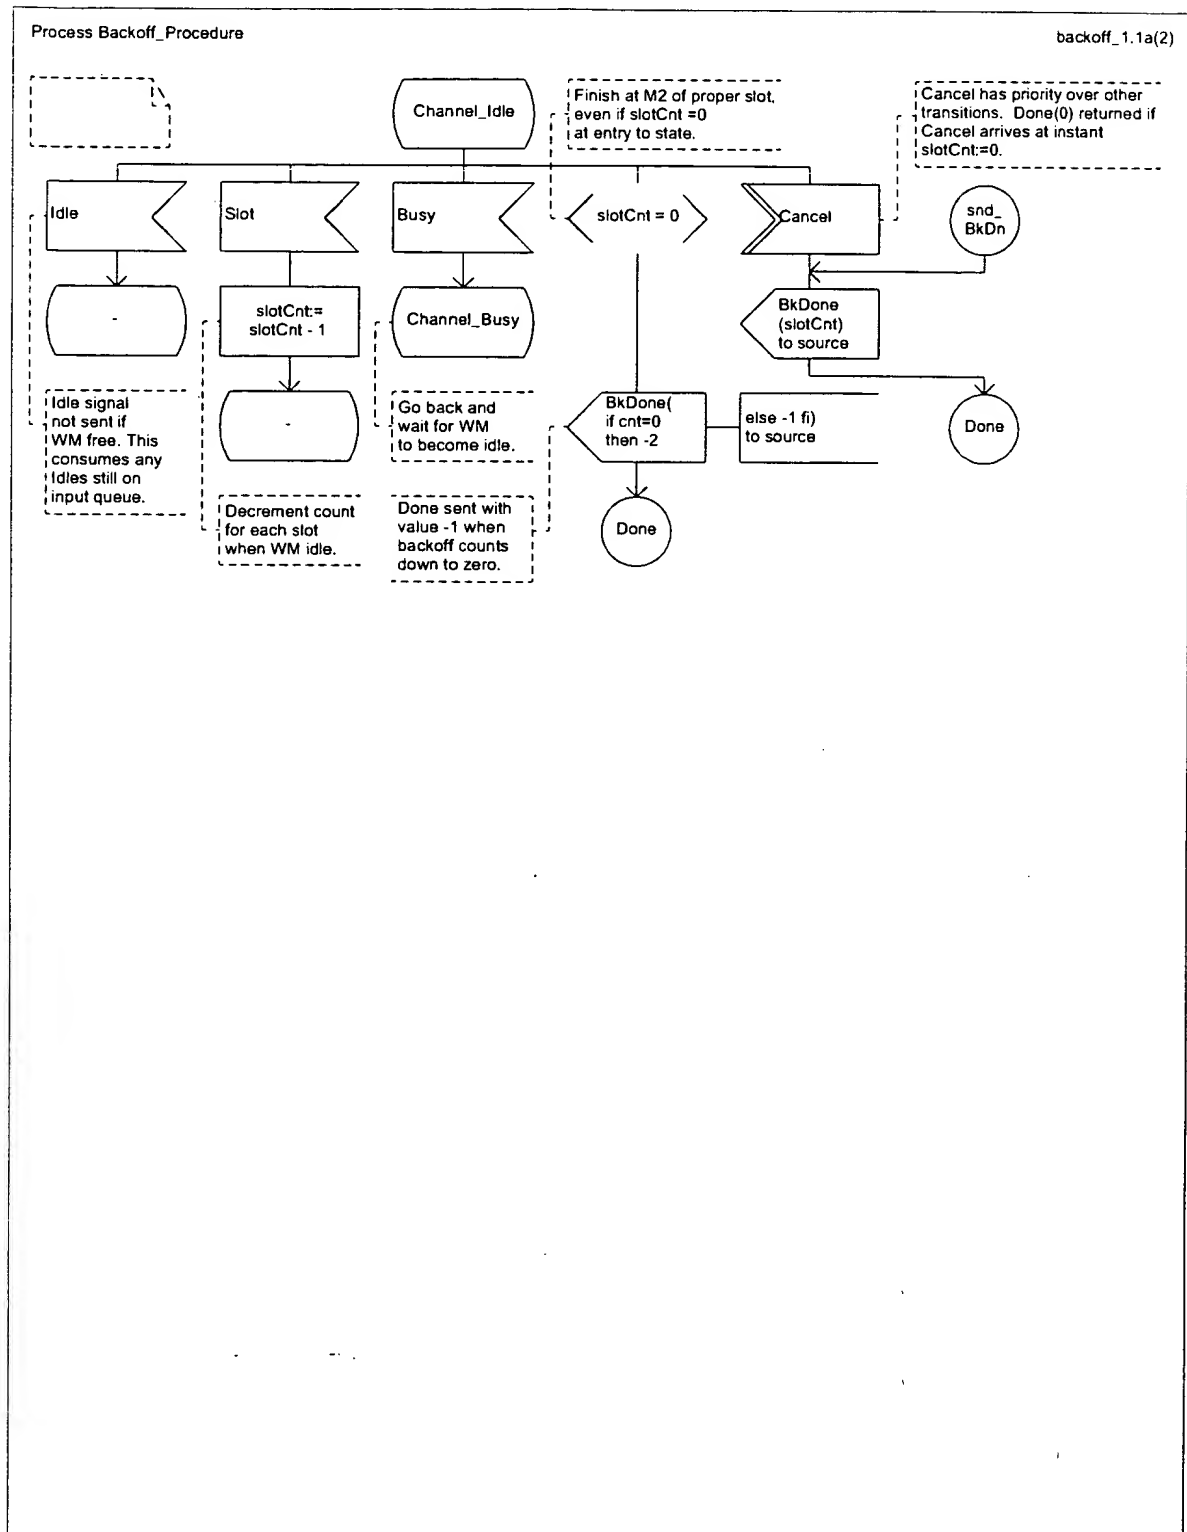 Process Backoff_Procedure
backoff_1.1a(2)
Channel_Idle
Finish at M2 of proper slot,
even if slotCnt =0
at entry to state.
Cancel has priority over other
transitions. Done(0) returned if
Cancel arrives at instant
slotCnt:=0.
Idle
Slot
Busy
slotCnt = 0
Cancel
snd_
BkDn
-
slotCnt:=
slotCnt - 1
Channel_Busy
BkDone
(slotCnt)
to source
Idle signal
not sent if
WM free. This
consumes any
Idles still on
input queue.
-
Go back and
wait for WM
to become idle.
BkDone(
if cnt=0
then -2
else -1 fi)
to source
Done
Decrement count
for each slot
when WM idle.
Done sent with
value -1 when
backoff counts
down to zero.
Done